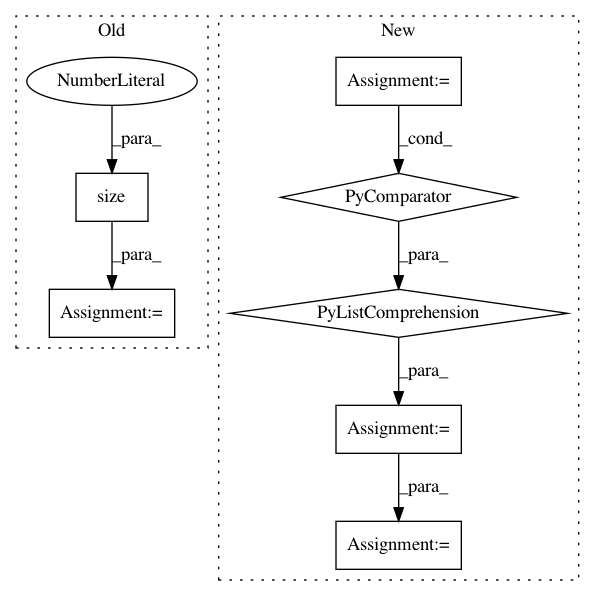 Old
NumberLiteral
_para_
size
_para_
Assignment:=
New
Assignment:=
_cond_
PyComparator
_para_
PyListComprehension
_para_
Assignment:=
_para_
Assignment:=